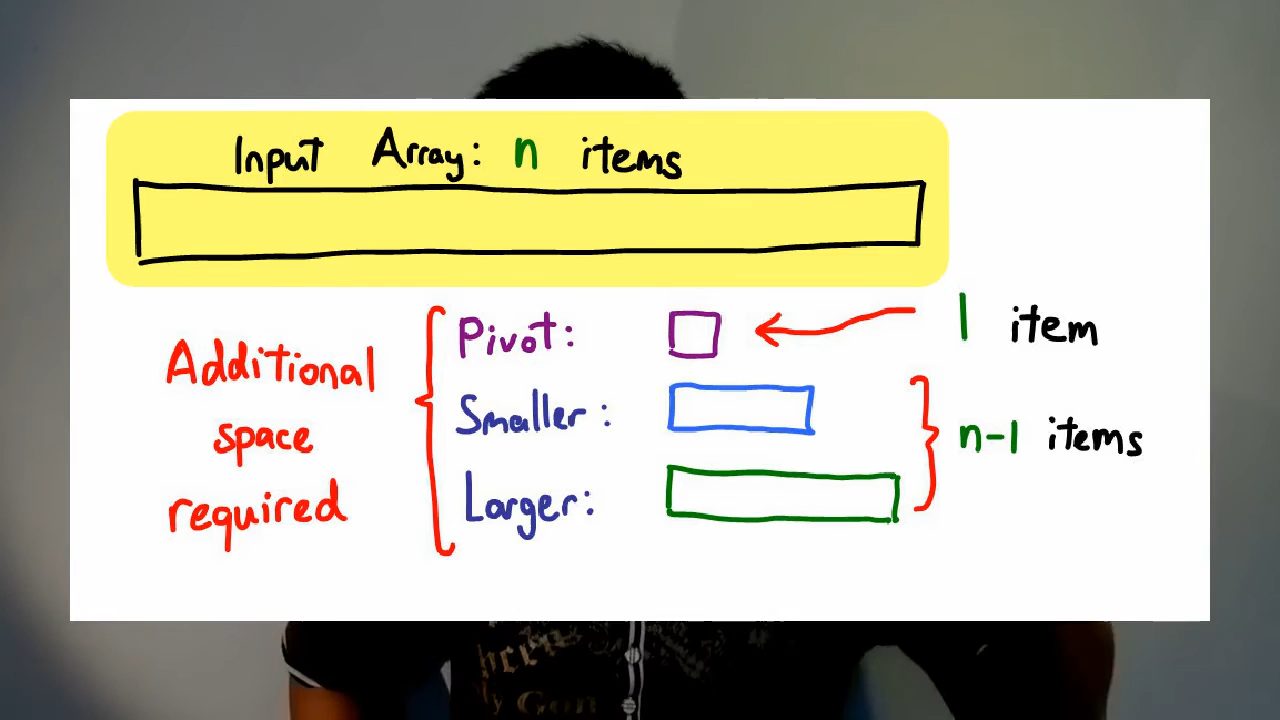 Input Array: n items
Additional
space
required
Pivot:
Smaller:
Larger:
1 item
n-1 items